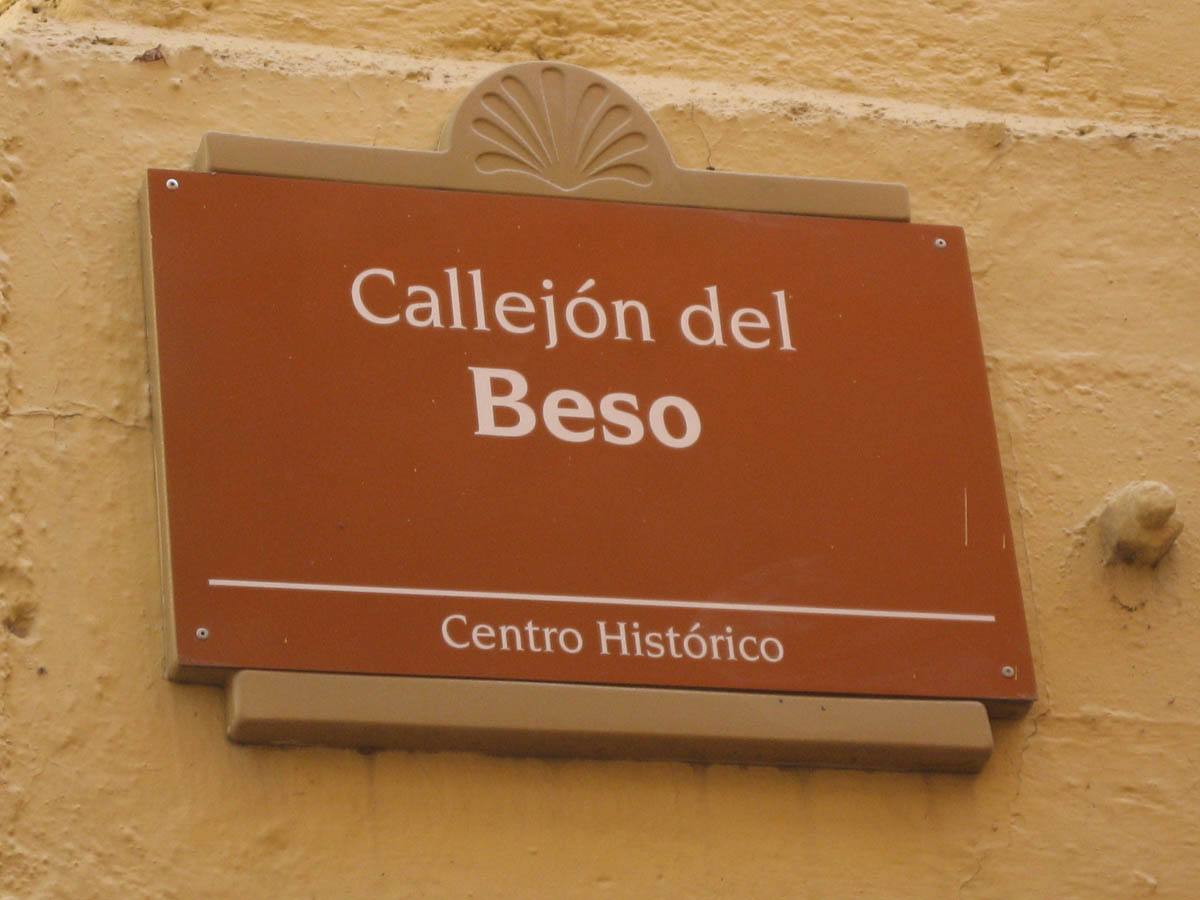 Callejón del
Beso
Centro Histórico